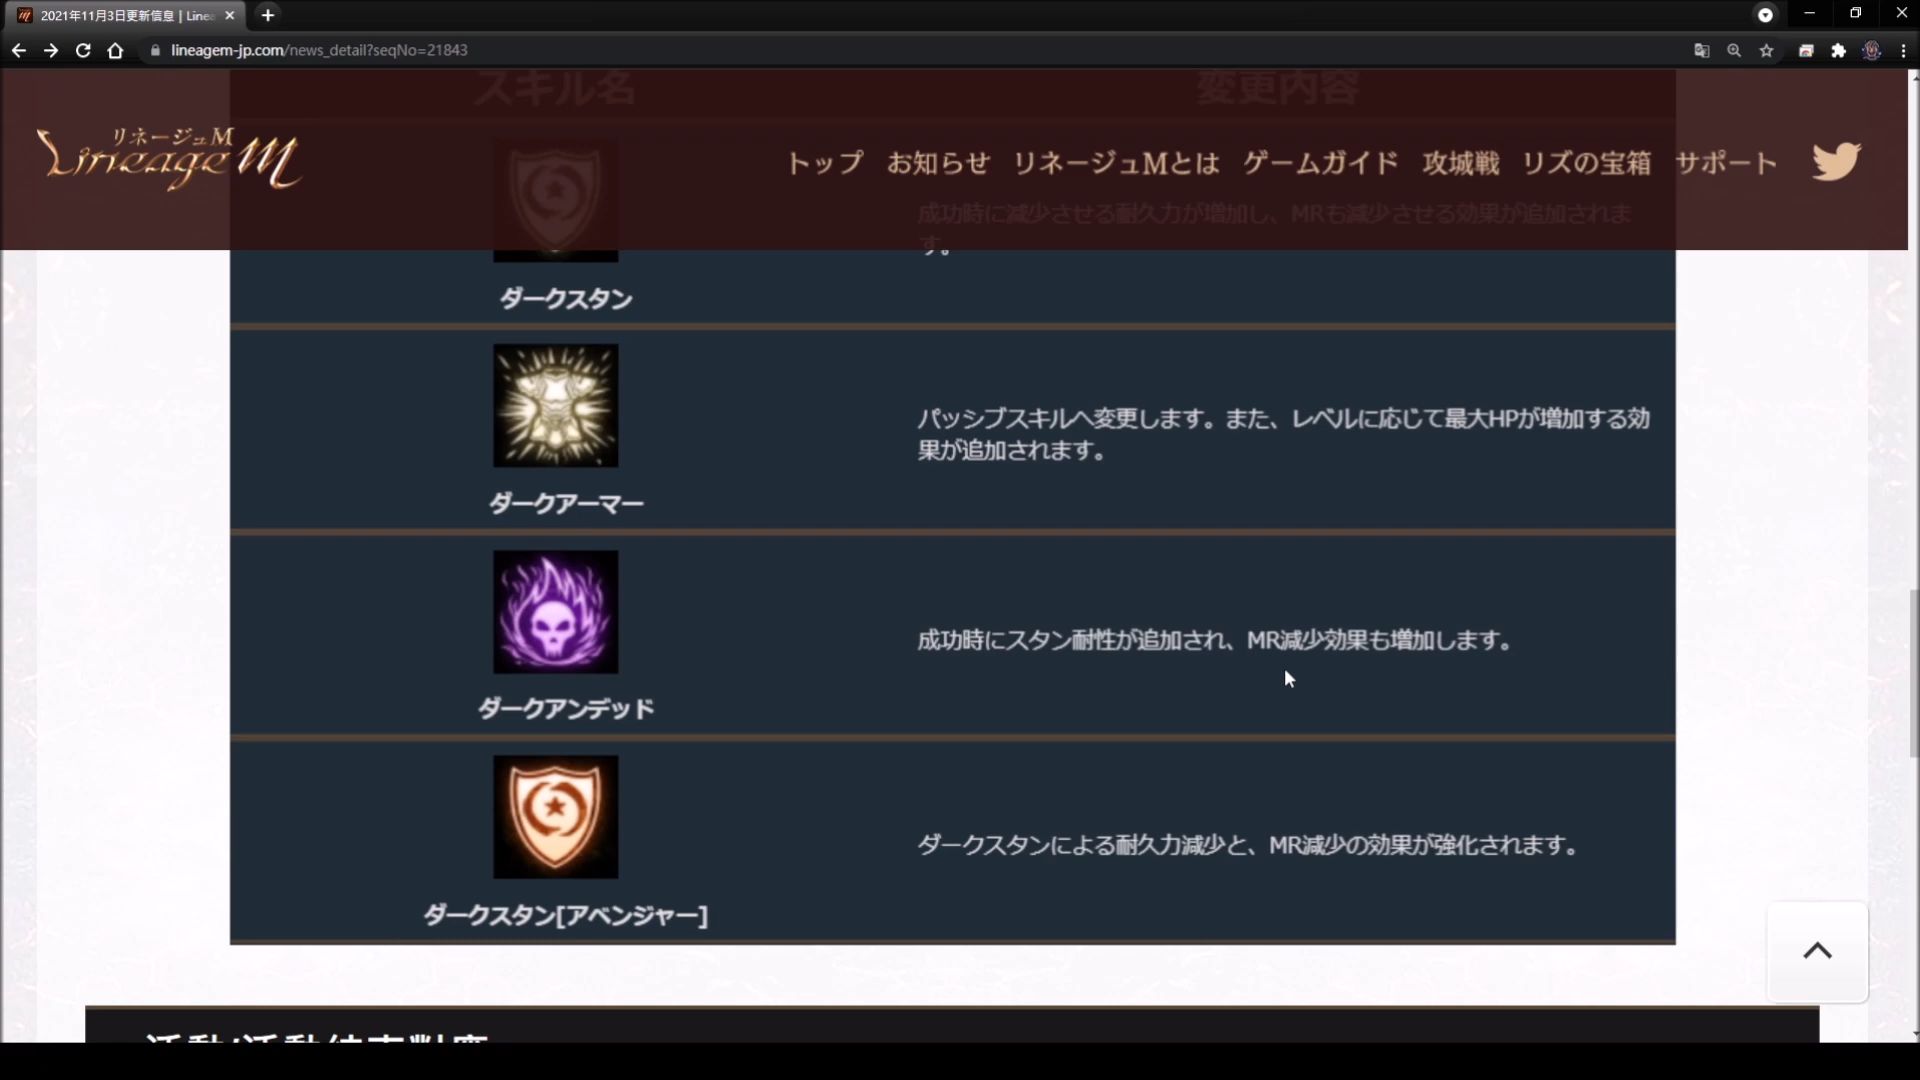 2021年11月3日更新信息 | Linea
lineagem-jp.com/news_detail?seqNo=21843
スキル名
変更内容
リネージュM
Lineage M
トップ
お知らせ
リネージュMとは
ゲームガイド
攻城戦
リズの宝箱
サポート
成功時に減少させる耐久力が増加し、MRも減少させる効果が追加されま
す。
ダークスタン
パッシブスキルへ変更します。また、レベルに応じて最大HPが増加する効
果が追加されます。
ダークアーマー
成功時にスタン耐性が追加され、MR減少効果も増加します。
ダークアンデッド
ダークスタンによる耐久力減少と、MR減少の効果が強化されます。
ダークスタン[アベンジャー]